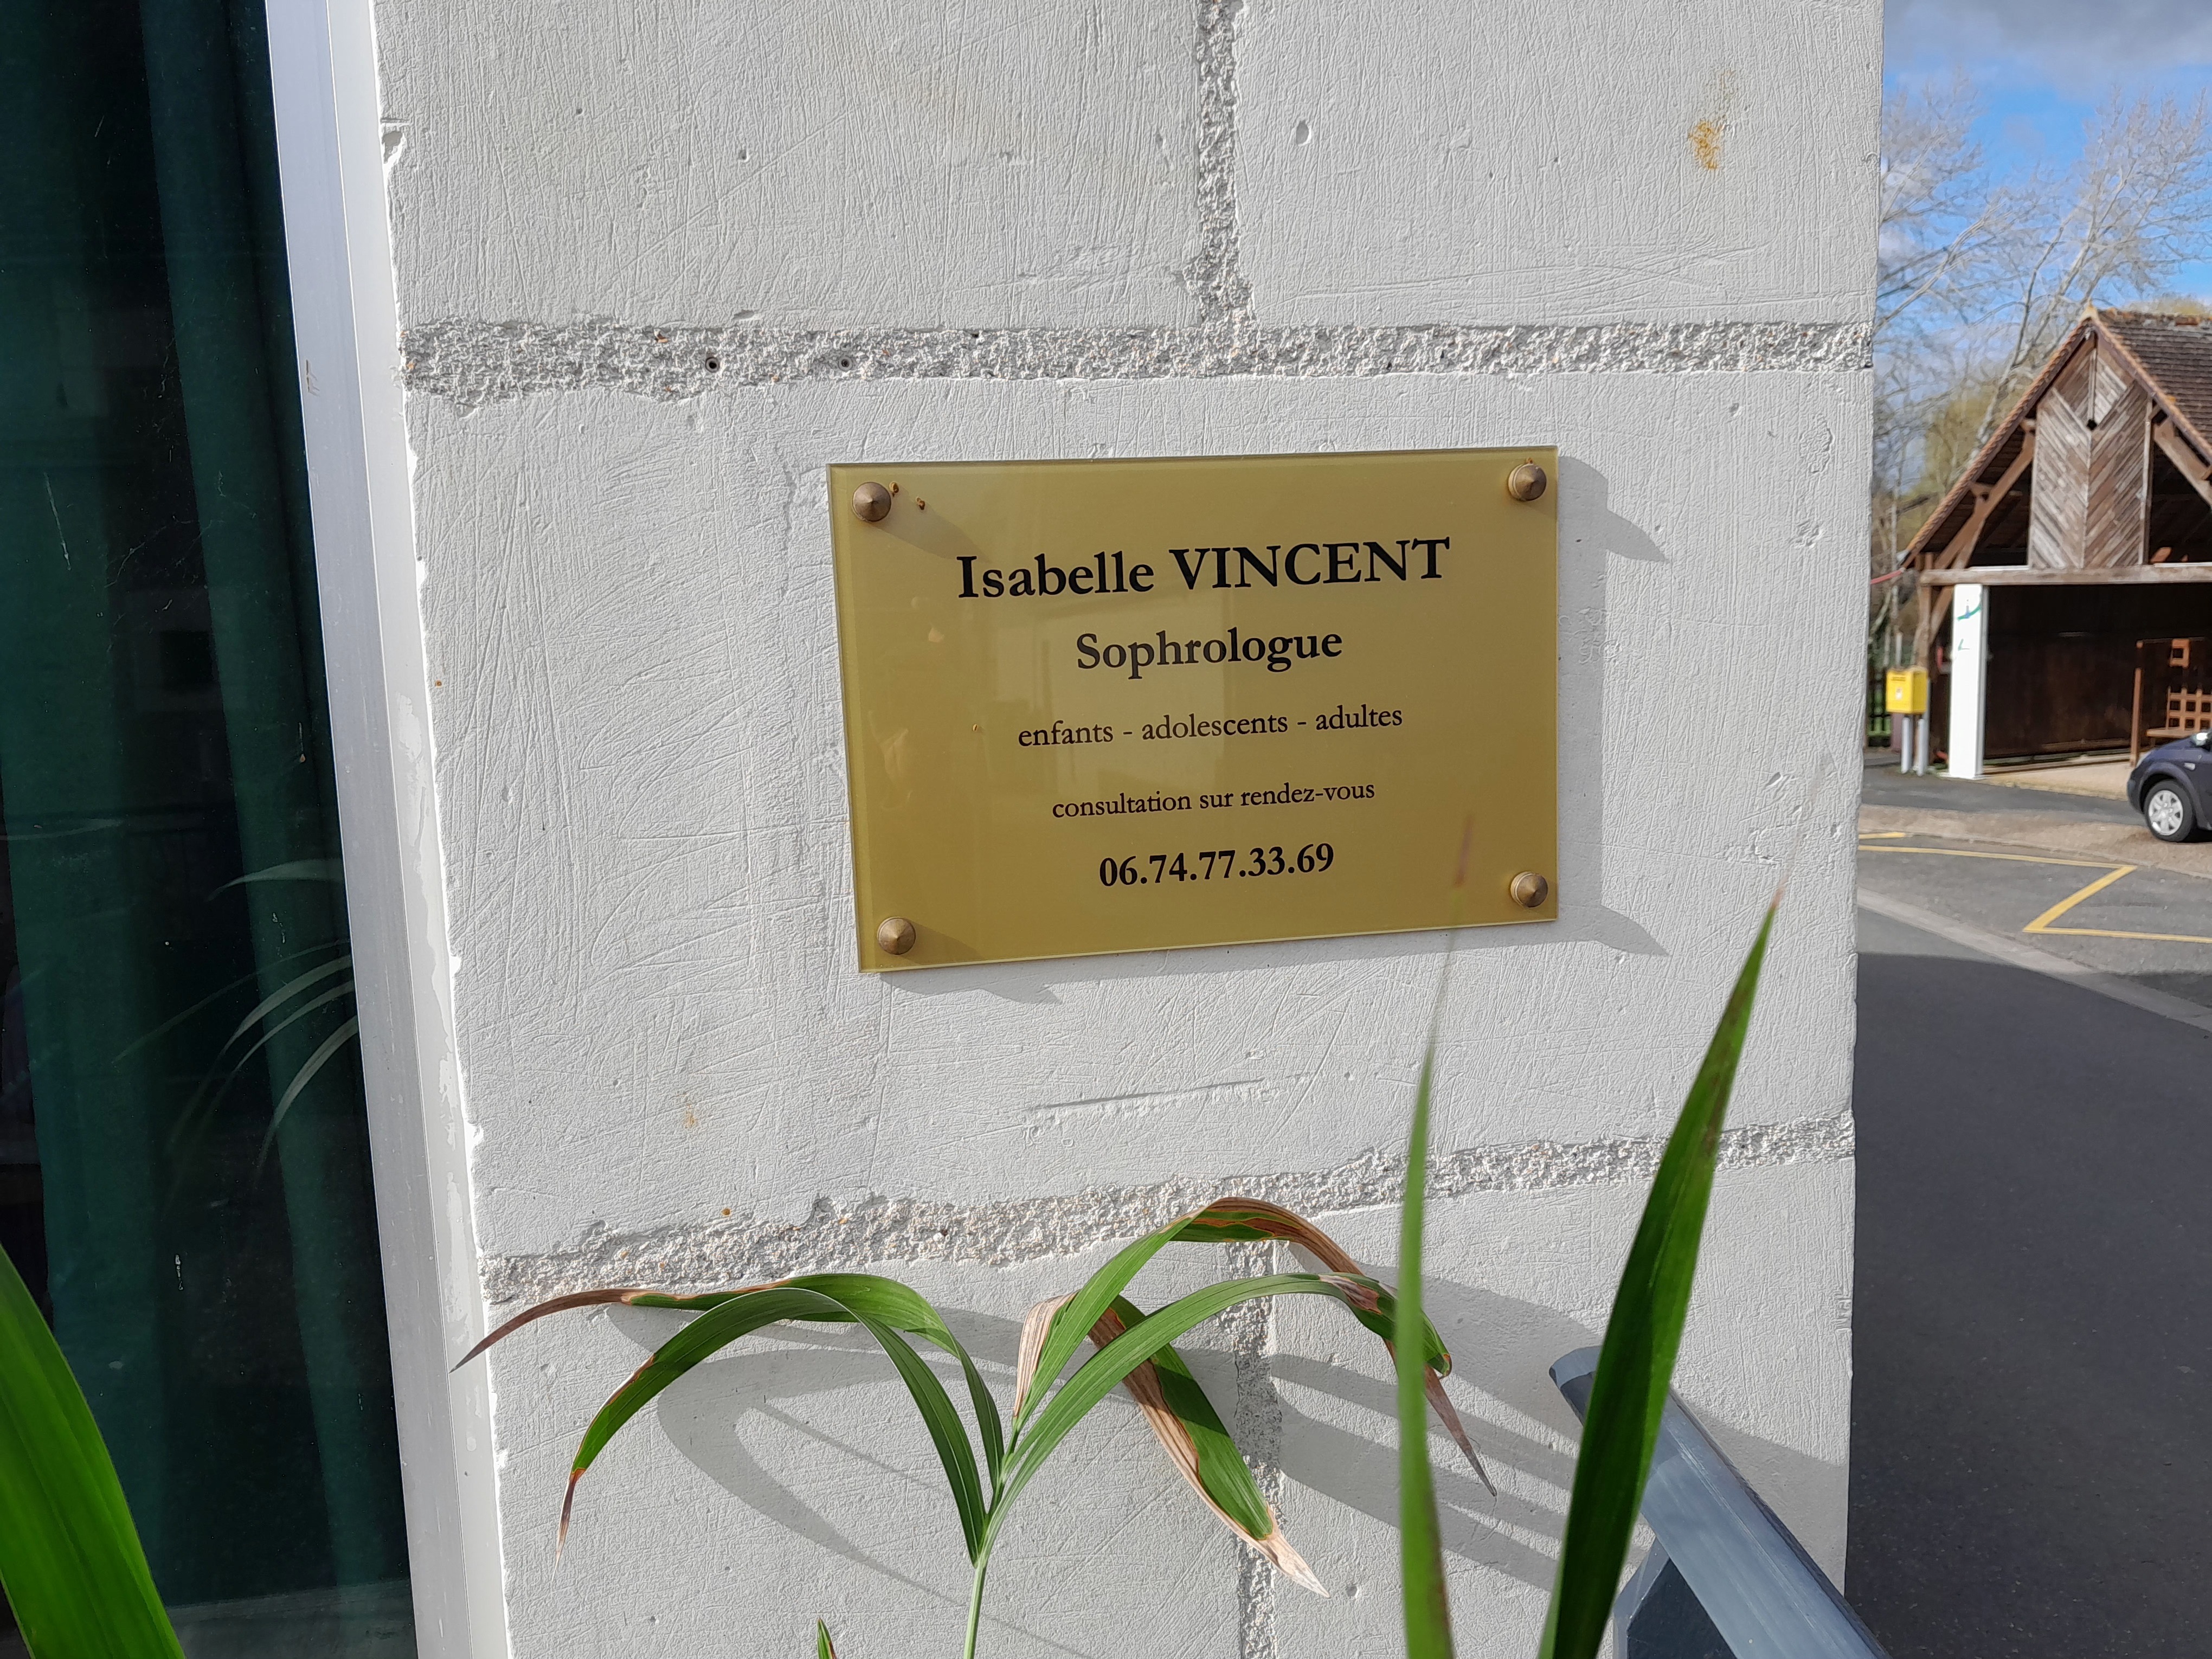 Isabelle VINCENT
Sophrologue
enfants - adolescents - adultes
consultation sur rendez-vous
06.74.77.33.69